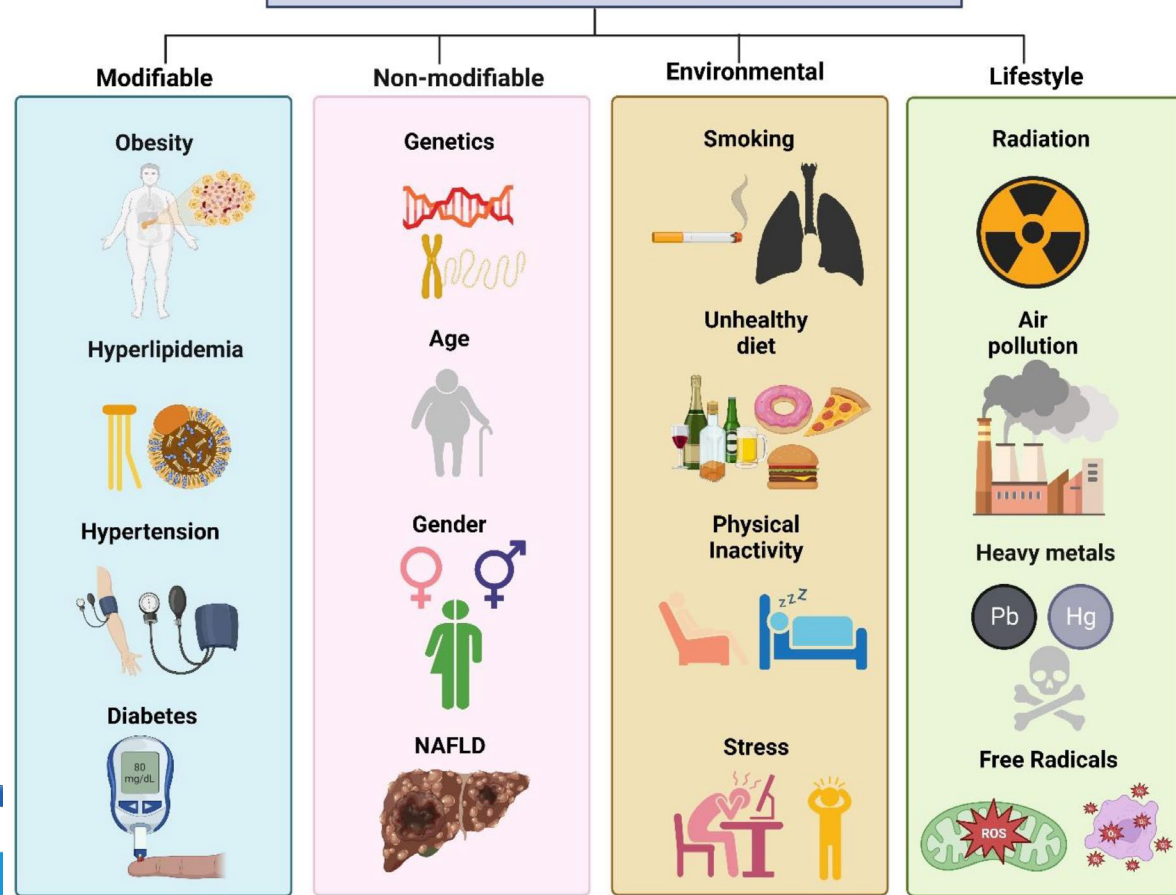 Modifiable
Non-modifiable
Environmental
Lifestyle
Obesity
Hyperlipidemia
Hypertension
Diabetes
80
mg/dL
Genetics
Age
Gender
NAFLD
Smoking
Unhealthy
diet
Physical
Inactivity
zzz
Stress
Radiation
Air
pollution
Heavy metals
Pb
Hg
Free Radicals
ROS